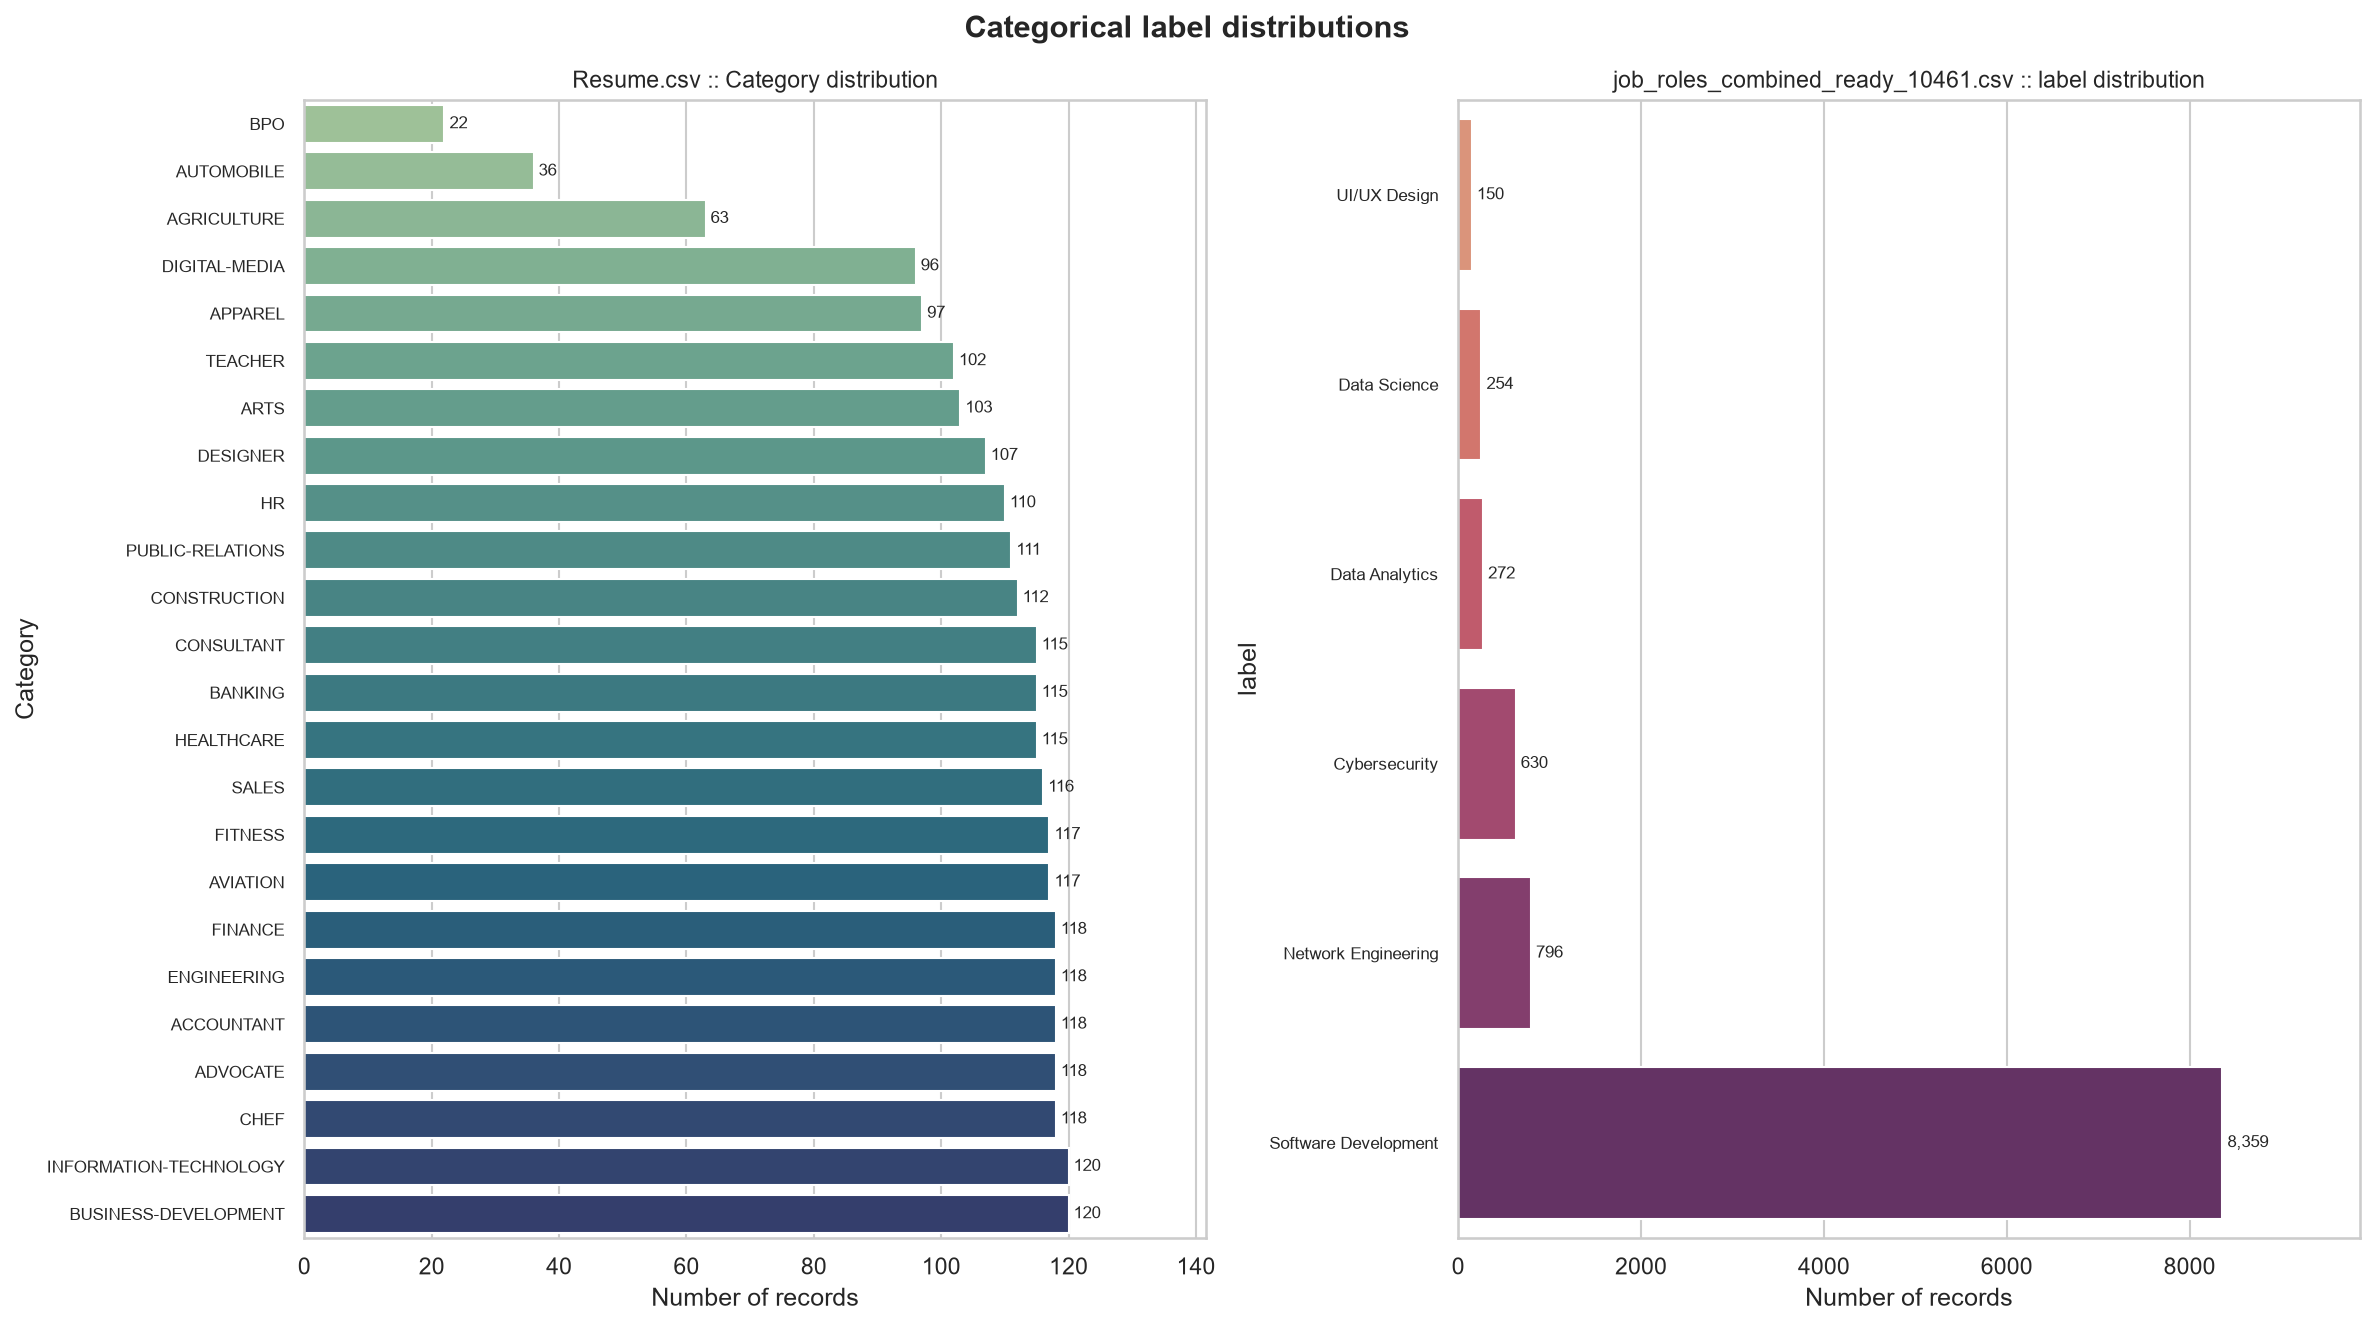 Categorical label distributions
Resume.csv :: Category distribution
Category
BPO 22
AUTOMOBILE 36
AGRICULTURE 63
DIGITAL-MEDIA 96
APPAREL 97
TEACHER 102
ARTS 103
DESIGNER 107
HR 110
PUBLIC-RELATIONS 111
CONSTRUCTION 112
CONSULTANT 115
BANKING 115
HEALTHCARE 115
SALES 116
FITNESS 117
AVIATION 117
FINANCE 118
ENGINEERING 118
ACCOUNTANT 118
ADVOCATE 118
CHEF 118
INFORMATION-TECHNOLOGY 120
BUSINESS-DEVELOPMENT 120
0 20 40 60 80 100 120 140
Number of records
job_roles_combined_ready_10461.csv :: label distribution
label
UI/UX Design 150
Data Science 254
Data Analytics 272
Cybersecurity 630
Network Engineering 796
Software Development 8,359
0 2000 4000 6000 8000
Number of records